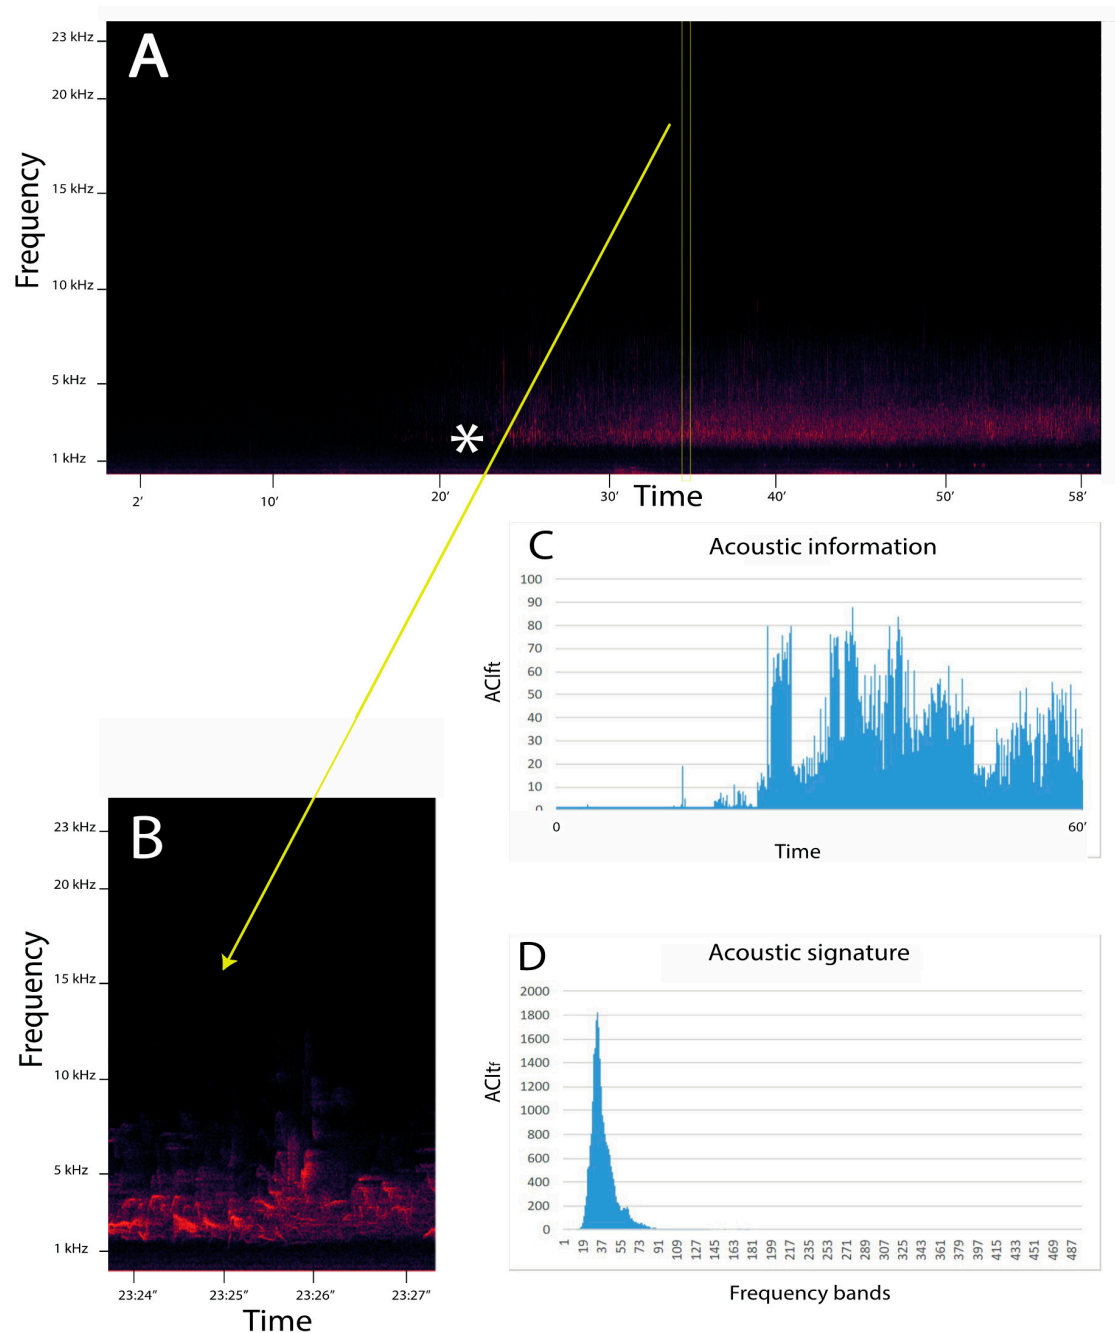 A
Frequency
23 kHz
20 kHz
15 kHz
10 kHz
5 kHz
1 kHz
*
2′ 10′ 20′ 30′ 40′ 50′ 58′
Time
C
Acoustic information
ACIft
100
90
80
70
60
50
40
30
20
10
0
0 60′
Time
B
Frequency
23 kHz
20 kHz
15 kHz
10 kHz
5 kHz
1 kHz
23:24″ 23:25″ 23:26″ 23:27″
Time
D
Acoustic signature
ACItf
2000
1800
1600
1400
1200
1000
800
600
400
200
0
1 19 37 55 73 91 109 127 145 163 181 199 217 235 253 271 289 307 325 343 361 379 397 415 433 451 469 487
Frequency bands